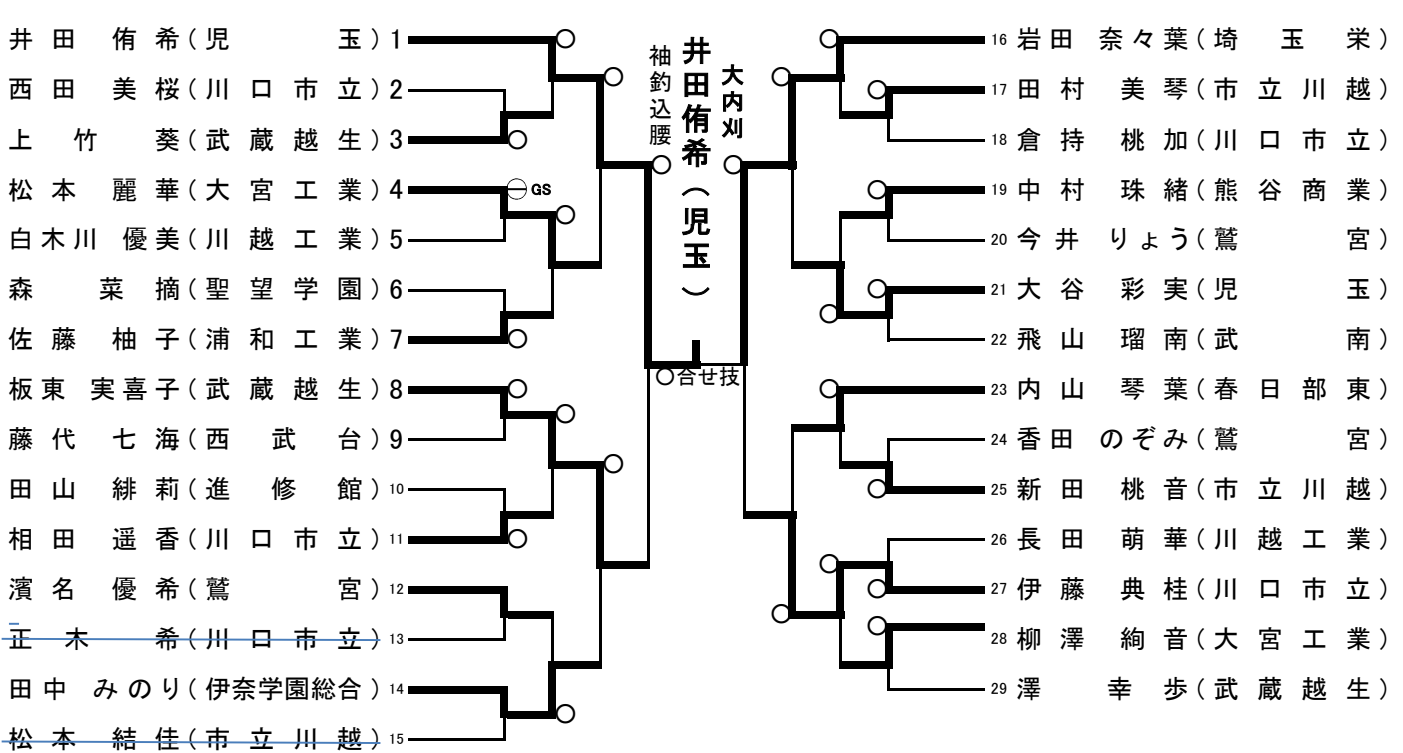 井田 侑希(児玉)1
西田 美桜(川口市立)2
上竹 葵(武蔵越生)3
松本 麗華(大宮工業)4
GS
白木川 優美(川越工業)5
森 菜摘(聖望学園)6
佐藤 柚子(浦和工業)7
板東 実喜子(武蔵越生)8
藤代 七海(西武台)9
田山 緋莉(進修館)10
相田 遥香(川口市立)11
濱名 優希(鷲宮)12
正木 希(川口市立)13
田中 みのり(伊奈学園総合)14
松本 結佳(市立川越)15
袖釣込腰
井田侑希(児玉)
大内刈
合せ技
16 岩田 奈々葉(埼玉栄)
17 田村 美琴(市立川越)
18 倉持 桃加(川口市立)
19 中村 珠緒(熊谷商業)
20 今井 りょう(鷲宮)
21 大谷 彩実(児玉)
22 飛山 瑠南(武南)
23 内山 琴葉(春日部東)
24 香田 のぞみ(鷲宮)
25 新田 桃音(市立川越)
26 長田 萌華(川越工業)
27 伊藤 典桂(川口市立)
28 柳澤 絢音(大宮工業)
29 澤 幸歩(武蔵越生)